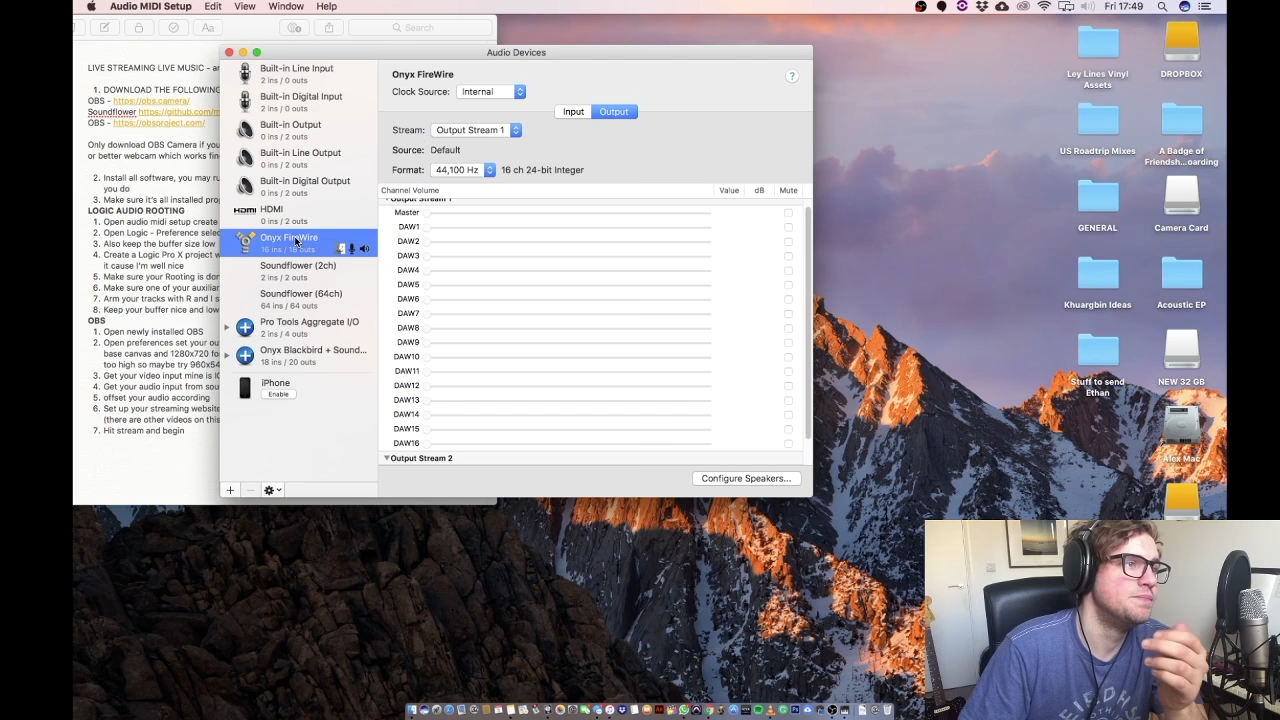 Audio MIDI Setup Edit View Window Help
Fri 17:49
Search
LIVE STREAMING LIVE MUSIC - ar
1. DOWNLOAD THE FOLLOWING
OBS - https://obs.camera/
Soundflower https://github.com/m
OBS - https://obsproject.com/
Only download OBS Camera if you
or better webcam which works fine
2. Install all software, you may ru
you do
3. Make sure it's all installed prop
LOGIC AUDIO ROOTING
1. Open audio midi setup create
2. Open Logic - Preference selec
3. Also keep the buffer size low
4. Create a Logic Pro X project w
it cause I'm well nice
5. Make sure your Rooting is don
6. Make sure one of your auxiliar
7. Arm your tracks with R and I s
8. Keep your buffer nice and low
OBS
1. Open newly installed OBS
2. Open preferences set your ou
base canvas and 1280x720 fo
too high so maybe try 960x54
3. Get your video input mine is IC
4. Get your audio input from sou
5. offset your audio according
6. Set up your streaming website
(there are other videos on this
7. Hit stream and begin
Audio Devices
Built-in Line Input
2 ins / 0 outs
Built-in Digital Input
2 ins / 0 outs
Built-in Output
0 ins / 2 outs
Built-in Line Output
0 ins / 2 outs
Built-in Digital Output
0 ins / 2 outs
HDMI
HDMI
0 ins / 2 outs
Onyx FireWire
16 ins / 18 outs
Soundflower (2ch)
2 ins / 2 outs
Soundflower (64ch)
64 ins / 64 outs
Pro Tools Aggregate I/O
2 ins / 4 outs
Onyx Blackbird + Sound...
18 ins / 20 outs
iPhone
Enable
Onyx FireWire
?
Clock Source: Internal
Input Output
Stream: Output Stream 1
Source: Default
Format: 44,100 Hz 16 ch 24-bit Integer
Channel Volume Value dB Mute
Output Stream 1
Master
DAW1
DAW2
DAW3
DAW4
DAW5
DAW6
DAW7
DAW8
DAW9
DAW10
DAW11
DAW12
DAW13
DAW14
DAW15
DAW16
Output Stream 2
Configure Speakers...
Ley Lines Vinyl
Assets
DROPBOX
US Roadtrip Mixes
A Badge of
Friendsh...oarding
GENERAL
Camera Card
Khuargbin Ideas
Acoustic EP
Stuff to send
Ethan
NEW 32 GB
Alex Mac